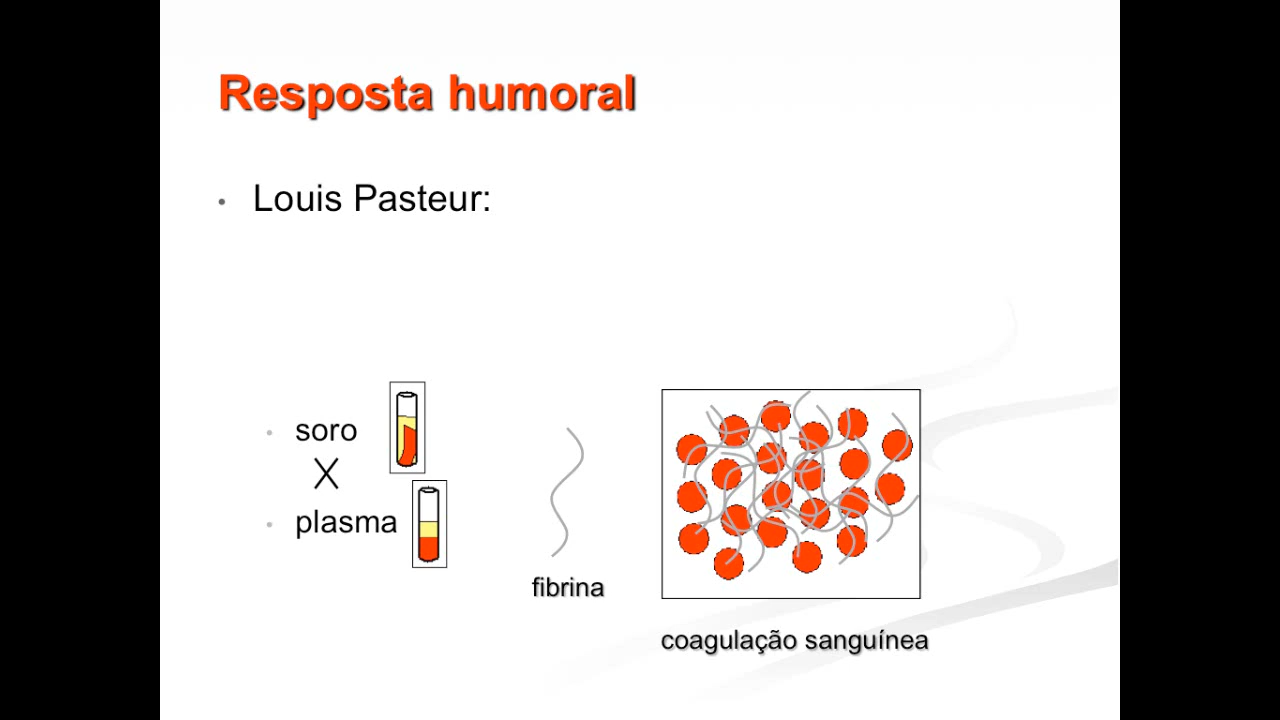 Resposta humoral
• Louis Pasteur:
• soro
X
• plasma
fibrina
coagulação sanguínea